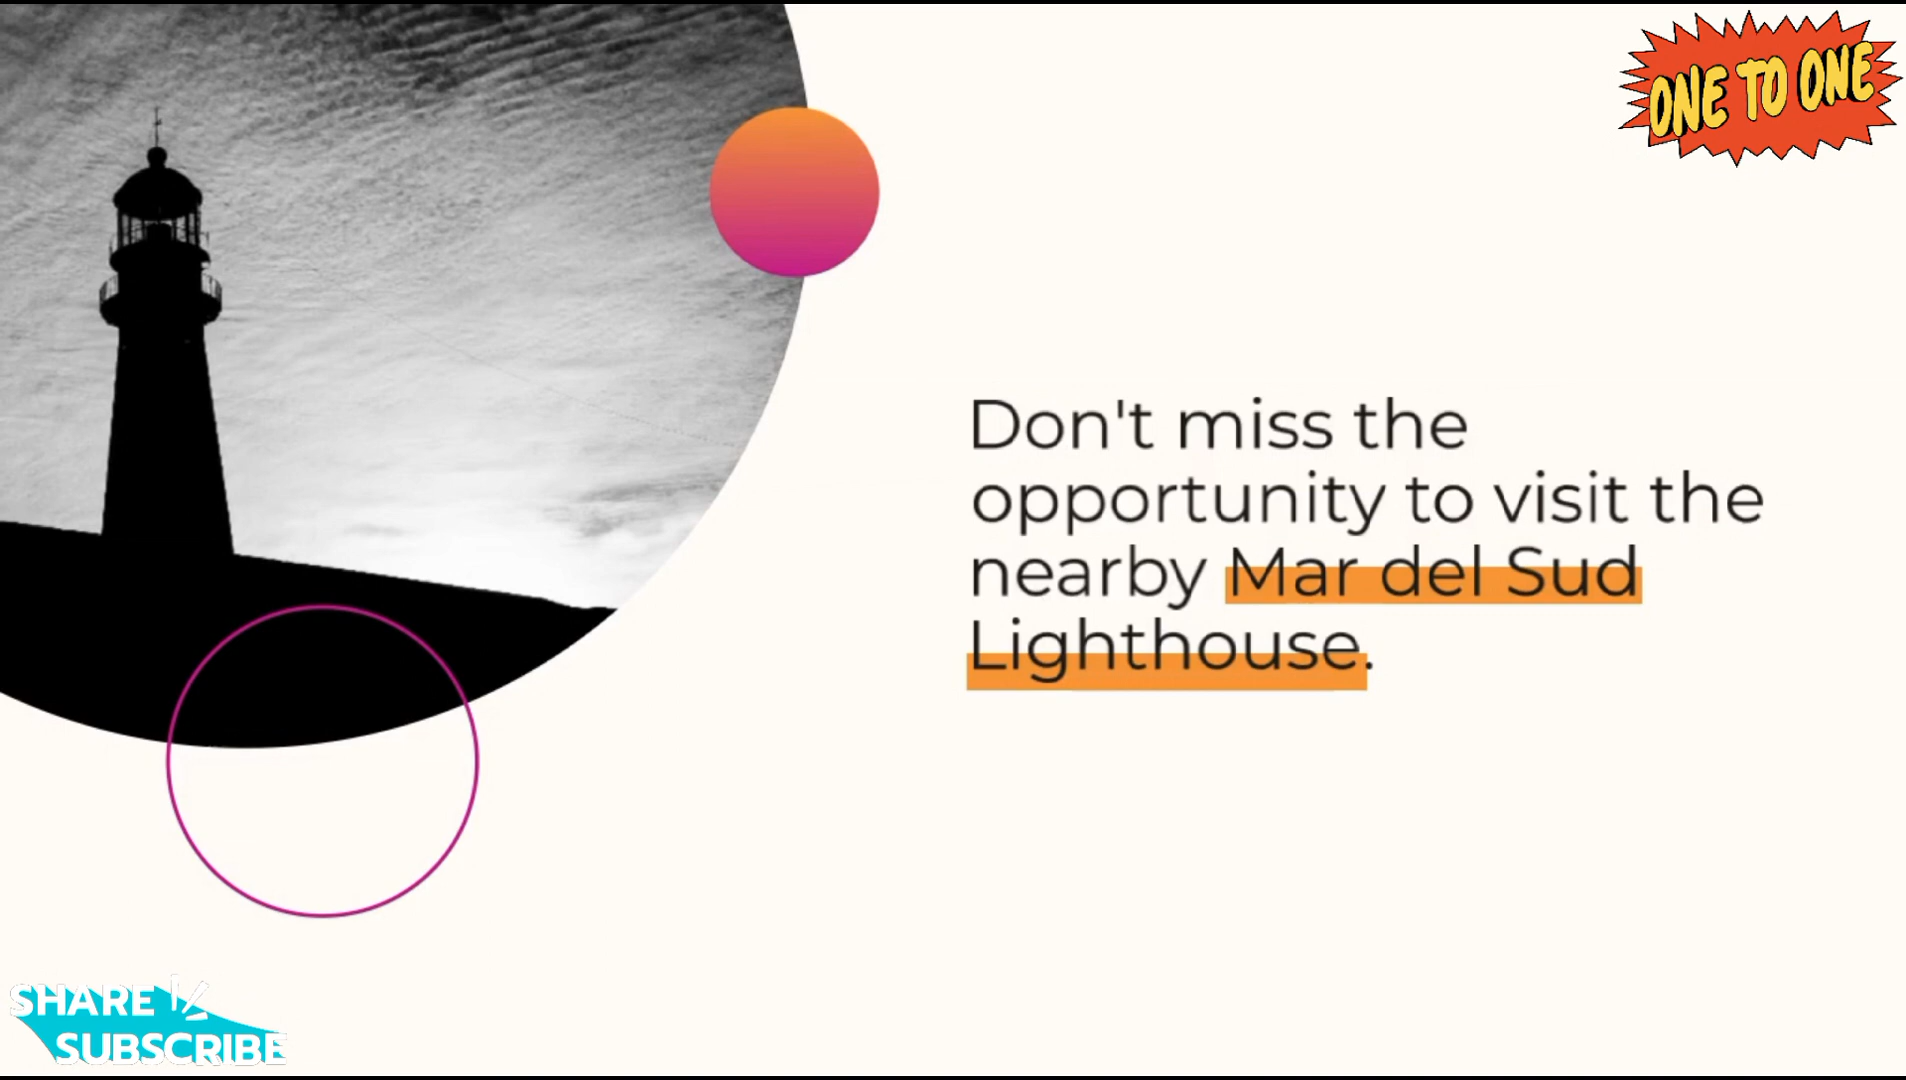 ONE TO ONE
Don't miss the
opportunity to visit the
nearby Mar del Sud
Lighthouse.
SHARE
SUBSCRIBE